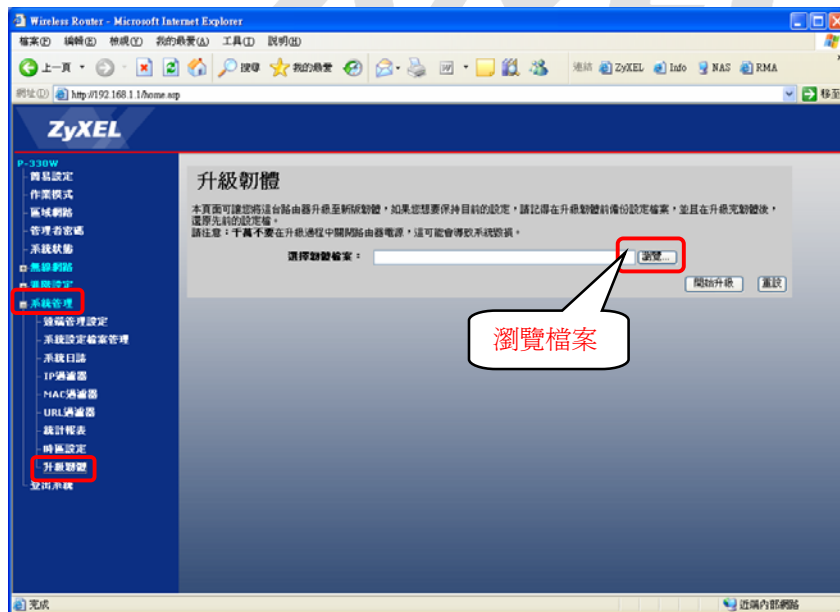 Wireless Router - Microsoft Internet Explorer
檔案(F) 編輯(E) 檢視(V) 我的最愛(A) 工具(T) 說明(H)
上一頁 搜尋 我的最愛 連結 ZyXEL Info NAS RMA
網址(D) http://192.168.1.1/home.asp 移至
ZyXEL
P-330W
簡易設定
作業模式
區域網路
管理者密碼
系統狀態
無線網路
進階設定
系統管理
遠端管理設定
系統設定檔案管理
系統日誌
IP過濾器
MAC過濾器
URL過濾器
統計報表
時區設定
升級韌體
登出系統
升級韌體
本頁面可讓您將這台路由器升級至新版韌體，如果您想要保持目前的設定，請記得在升級韌體前備份設定檔案，並且在升級完韌體後，
還原先前的設定檔。
請注意：千萬不要在升級過程中關閉路由器電源，這可能會導致系統毀損。
選擇韌體檔案： 瀏覽...
開始升級 重設
瀏覽檔案
完成 近端內部網路